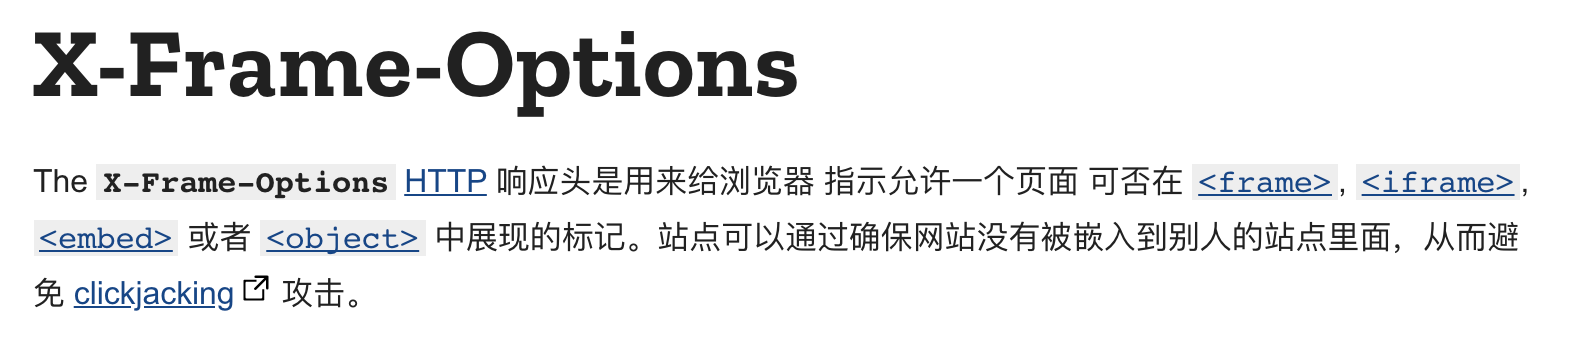 X-Frame-Options
The X-Frame-Options HTTP 响应头是用来给浏览器 指示允许一个页面 可否在 <frame>, <iframe>,
<embed> 或者 <object> 中展现的标记。站点可以通过确保网站没有被嵌入到别人的站点里面，从而避
免 clickjacking 攻击。